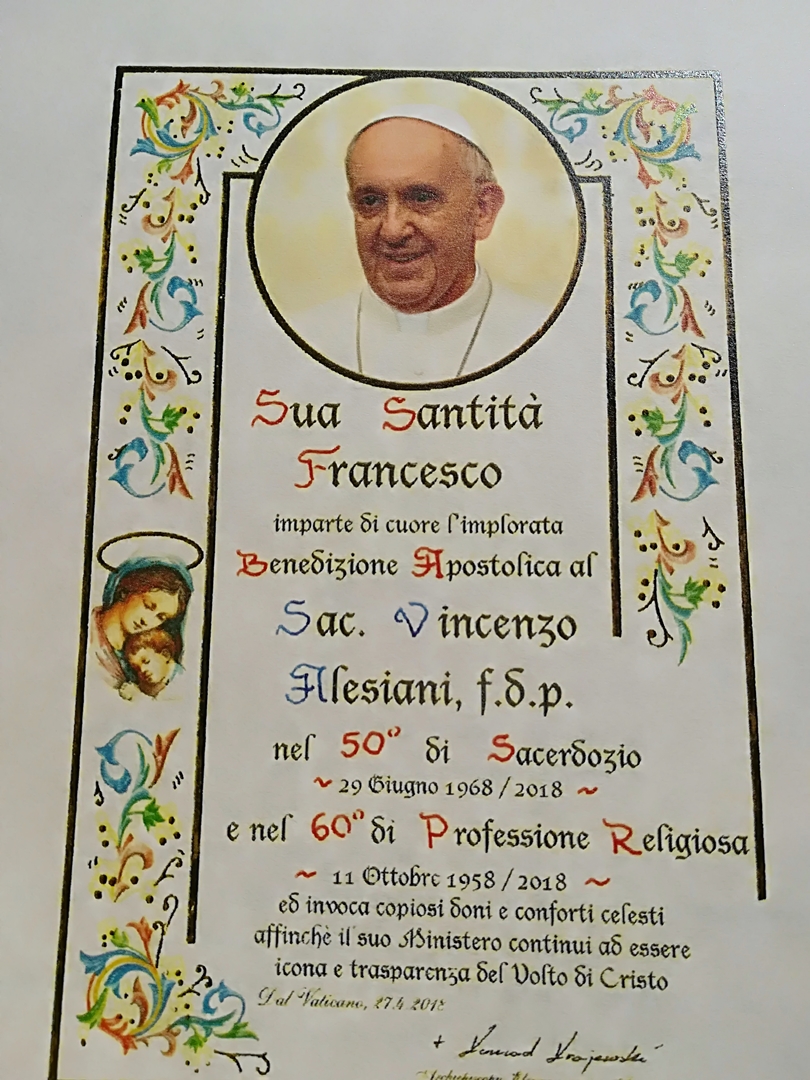 Sua Santità
Francesco
imparte di cuore l'implorata
Benedizione Apostolica al
Sac. Vincenzo
Alesiani, f.d.p.
nel 50° di Sacerdozio
~ 29 Giugno 1968 / 2018 ~
e nel 60° di Professione Religiosa
~ 11 Ottobre 1958 / 2018 ~
ed invoca copiosi doni e conforti celesti
affinchè il suo Ministero continui ad essere
icona e trasparenza del Volto di Cristo
Dal Vaticano, 27.4.2018
+ Konrad Krajewski